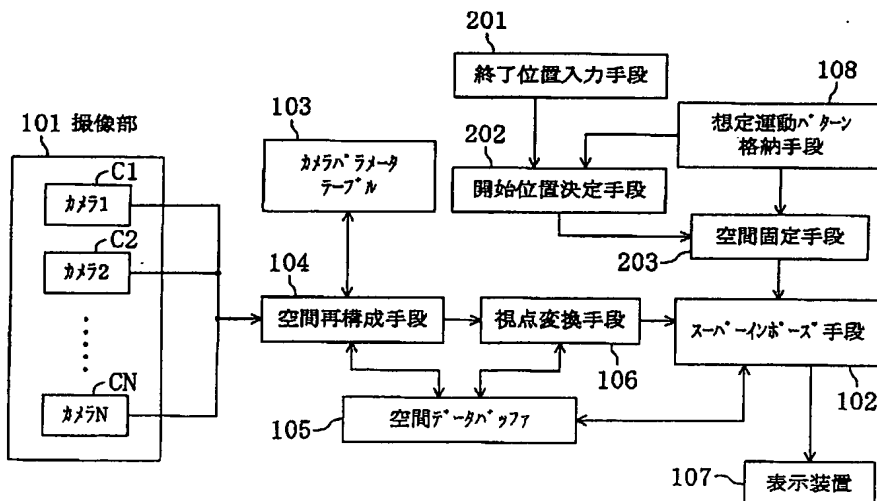 201
終了位置入力手段
108
想定運動パターン
格納手段
101 撮像部
103
カメラパラメータ
テーブル
202
開始位置決定手段
C1
カメラ1
C2
カメラ2
空間固定手段
203
104
空間再構成手段
視点変換手段
106
スーパーインポーズ手段
102
CN
カメラN
105
空間データバッファ
107
表示装置